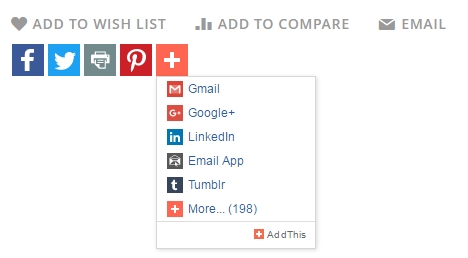 ADD TO WISH LIST ADD TO COMPARE EMAIL
Gmail
Google+
LinkedIn
Email App
Tumblr
More... (198)
AddThis